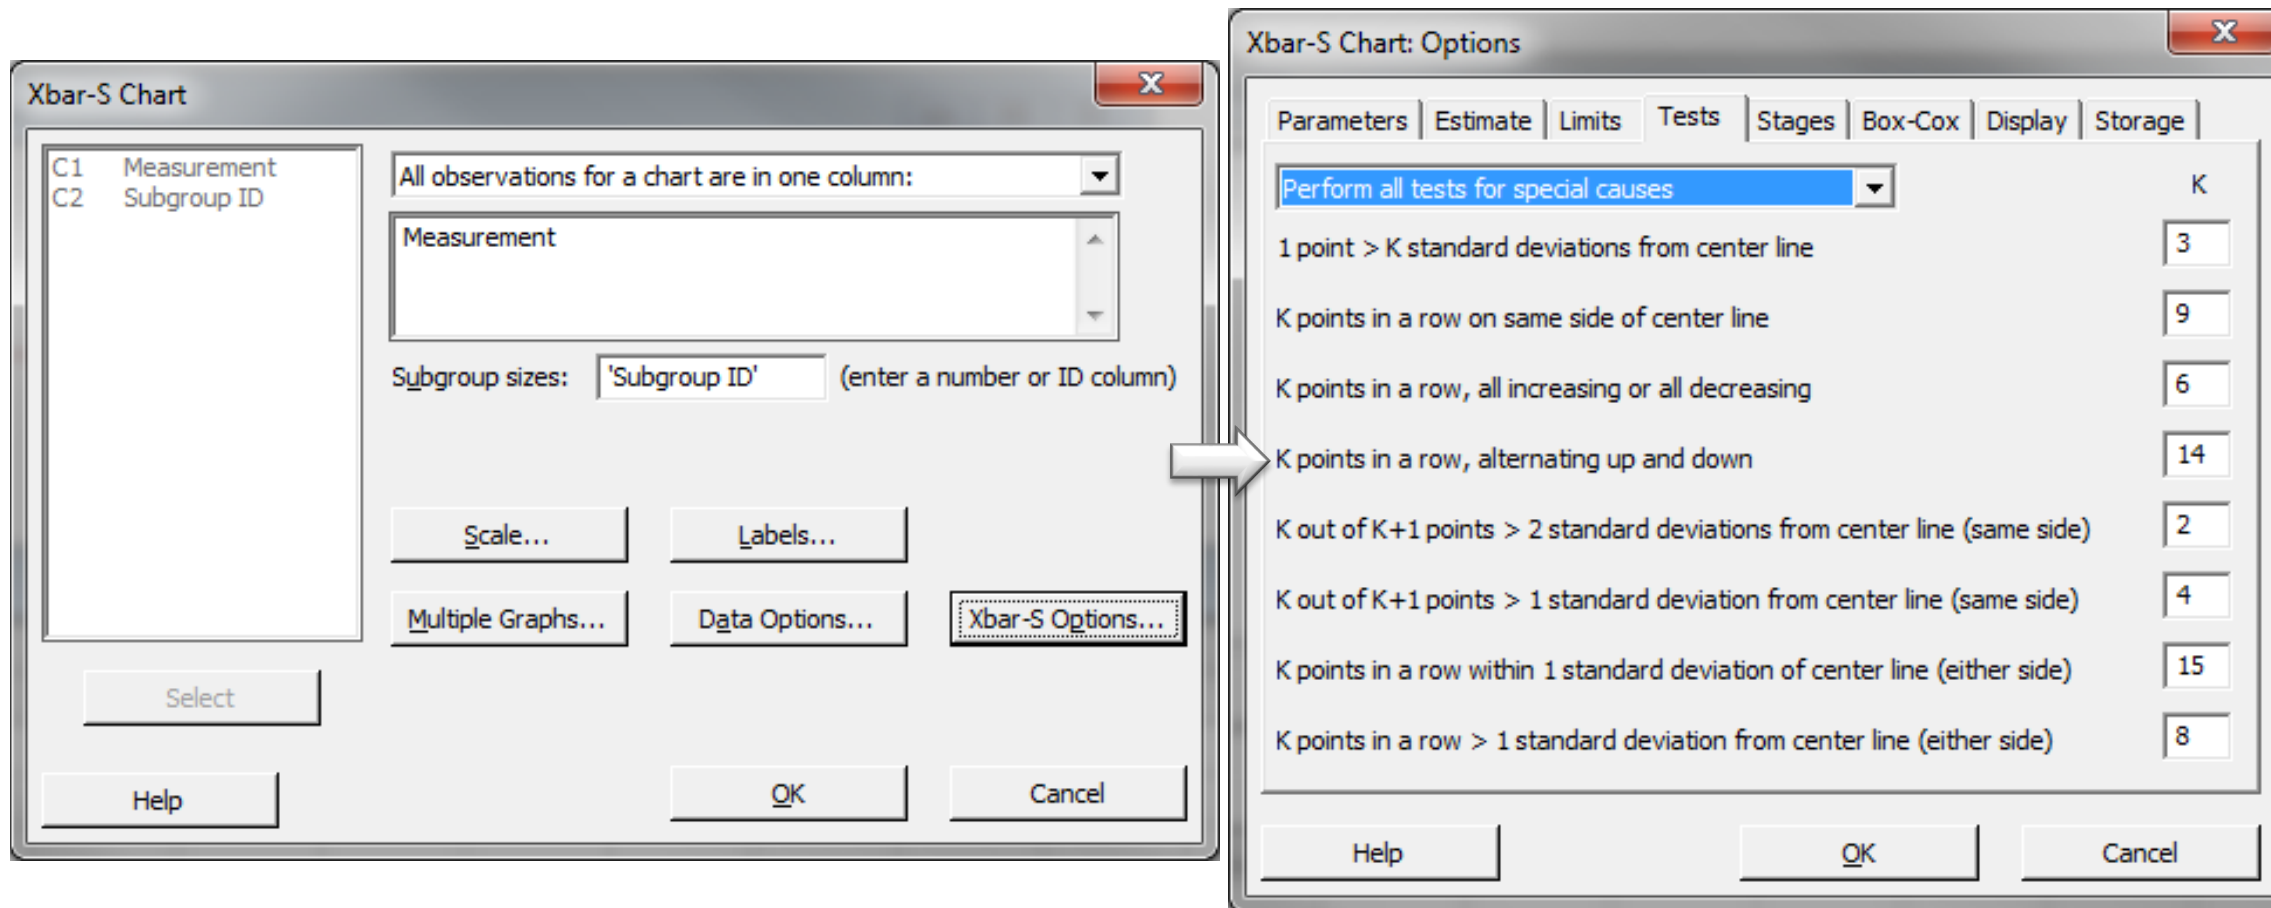 Xbar-S Chart
C1 Measurement
C2 Subgroup ID
All observations for a chart are in one column:
Measurement
Subgroup sizes: 'Subgroup ID' (enter a number or ID column)
Scale... Labels...
Multiple Graphs... Data Options... Xbar-S Options...
Select
Help OK Cancel
Xbar-S Chart: Options
Parameters Estimate Limits Tests Stages Box-Cox Display Storage
Perform all tests for special causes K
1 point > K standard deviations from center line 3
K points in a row on same side of center line 9
K points in a row, all increasing or all decreasing 6
K points in a row, alternating up and down 14
K out of K+1 points > 2 standard deviations from center line (same side) 2
K out of K+1 points > 1 standard deviation from center line (same side) 4
K points in a row within 1 standard deviation of center line (either side) 15
K points in a row > 1 standard deviation from center line (either side) 8
Help OK Cancel